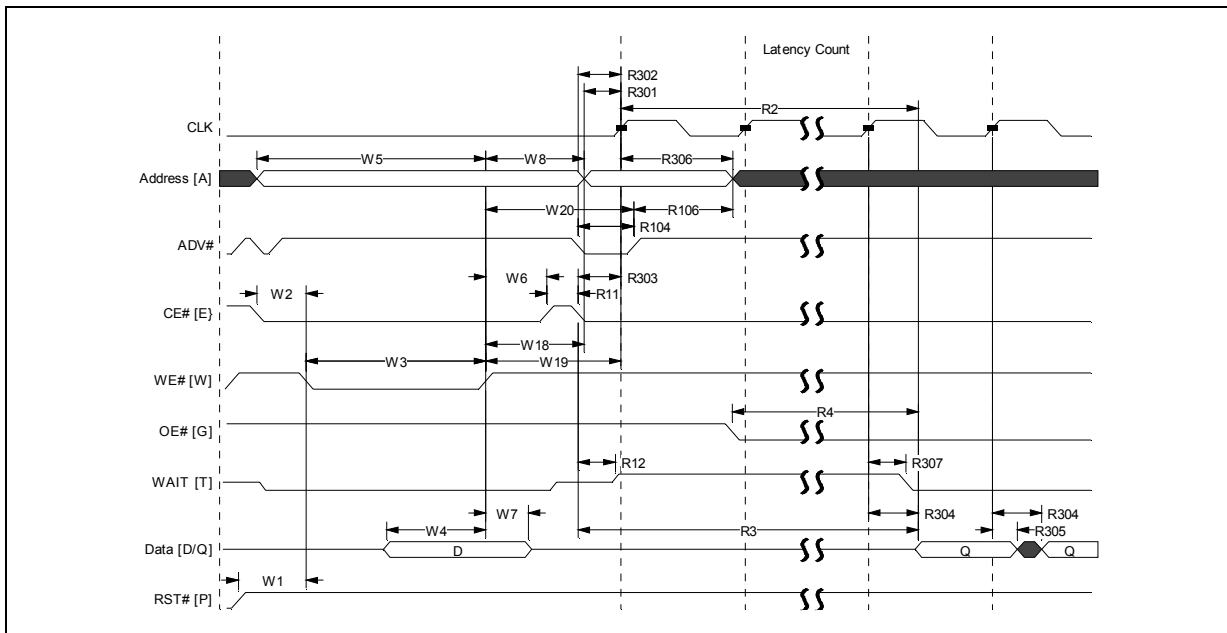 Latency Count
R302
R301
R2
CLK
W5
W8
R306
Address [A]
W20
R106
R104
ADV#
W6
R303
W2
R11
CE# [E}
W18
W3
W19
WE# [W]
R4
OE# [G]
R12
R307
WAIT [T]
W7
R304
R304
W4
R3
R305
Data [D/Q]
D
Q
Q
W1
RST# [P]